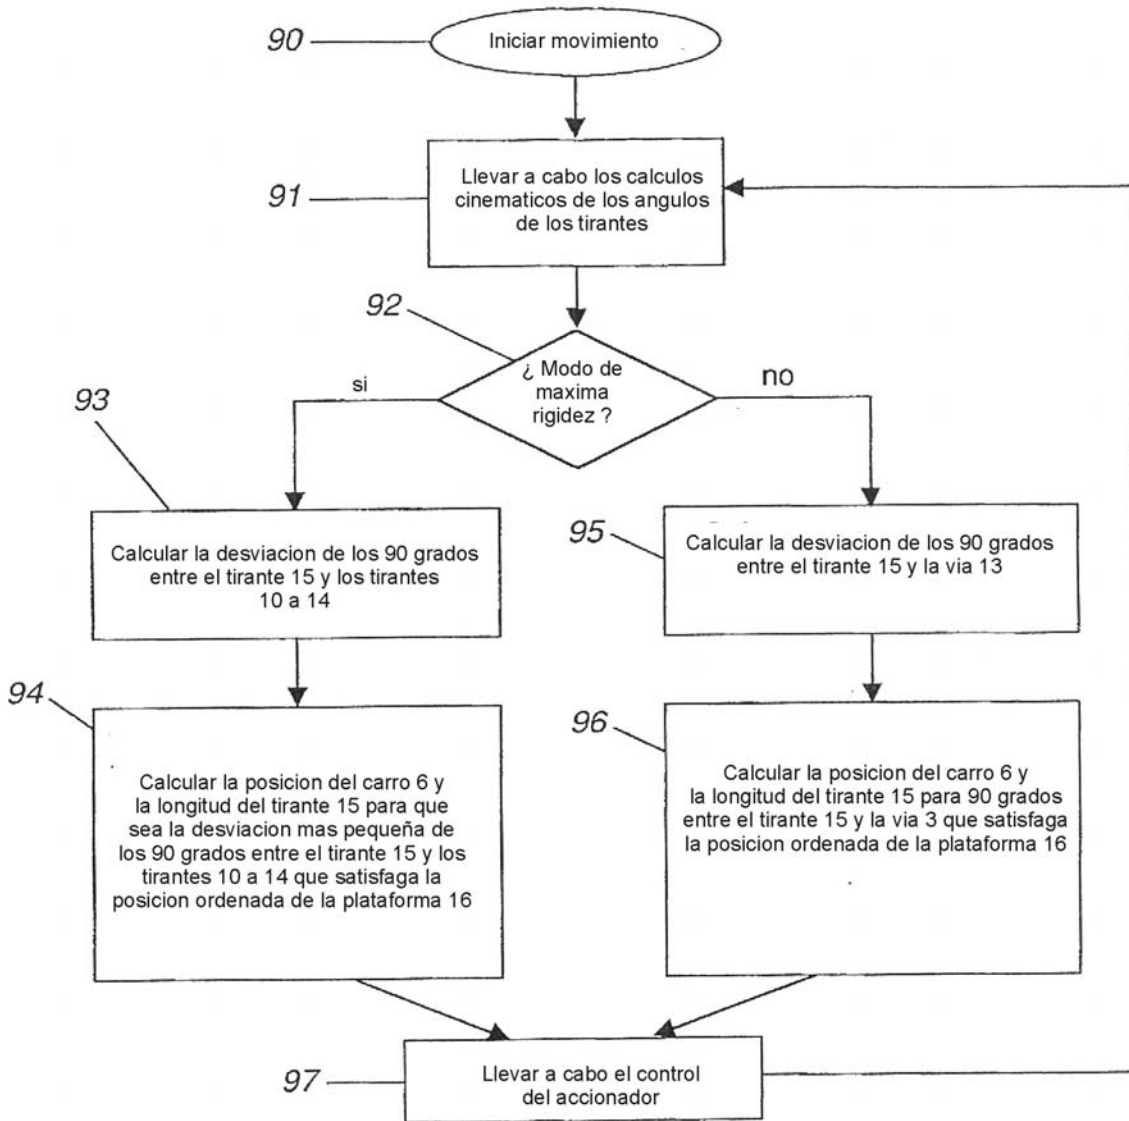 90
Iniciar movimiento
91
Llevar a cabo los calculos
cinematicos de los angulos
de los tirantes
92
¿ Modo de
maxima
rigidez ?
si
no
93
Calcular la desviacion de los 90 grados
entre el tirante 15 y los tirantes
10 a 14
95
Calcular la desviacion de los 90 grados
entre el tirante 15 y la via 13
94
Calcular la posicion del carro 6 y
la longitud del tirante 15 para que
sea la desviacion mas pequeña de
los 90 grados entre el tirante 15 y los
tirantes 10 a 14 que satisfaga la
posicion ordenada de la plataforma 16
96
Calcular la posicion del carro 6 y
la longitud del tirante 15 para 90 grados
entre el tirante 15 y la via 3 que satisfaga
la posicion ordenada de la plataforma 16
97
Llevar a cabo el control
del accionador